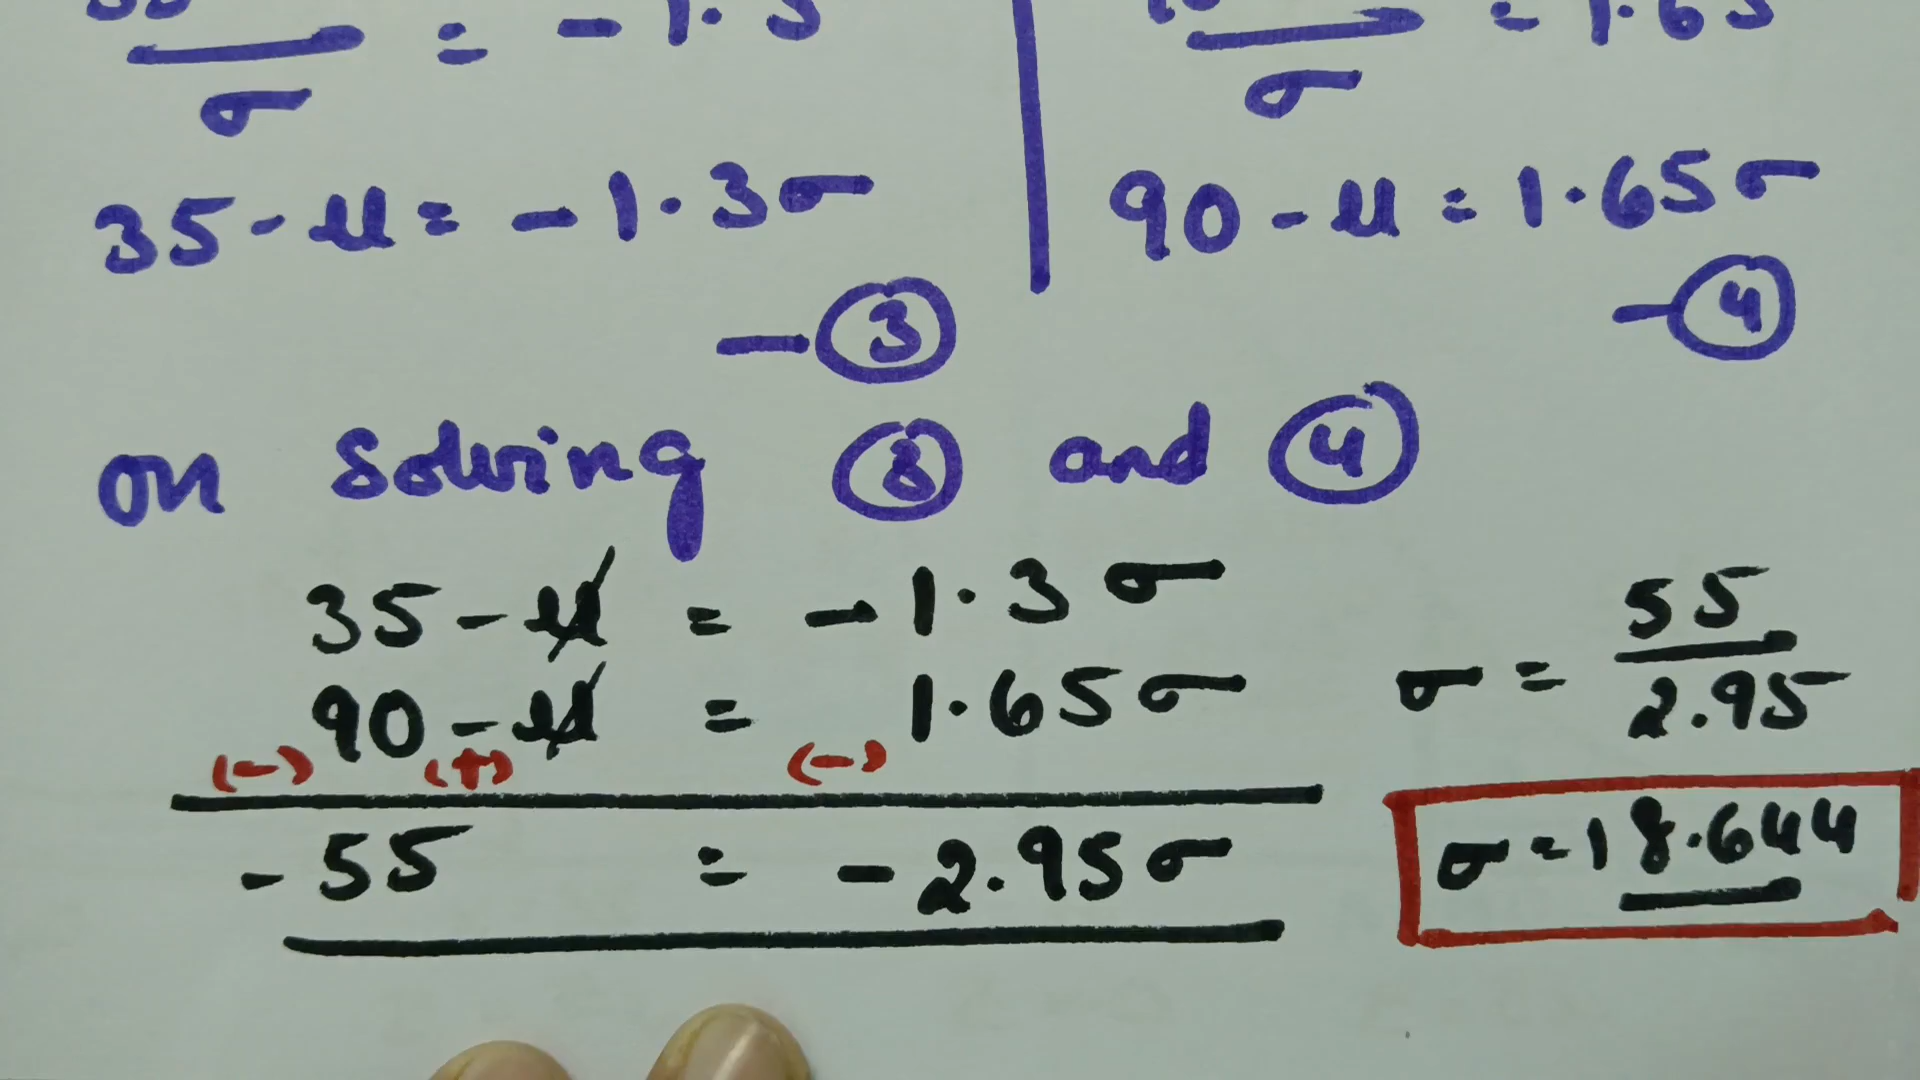 σ = - 1.3
σ = 1.65
35 - μ = - 1.3σ
90 - μ = 1.65σ
— ③
— ④
on solving ③ and ④
35 - μ = - 1.3σ
90 - μ = 1.65σ
(-) (+) (-)
- 55 = - 2.95σ
σ = 55/2.95
σ = 18.644